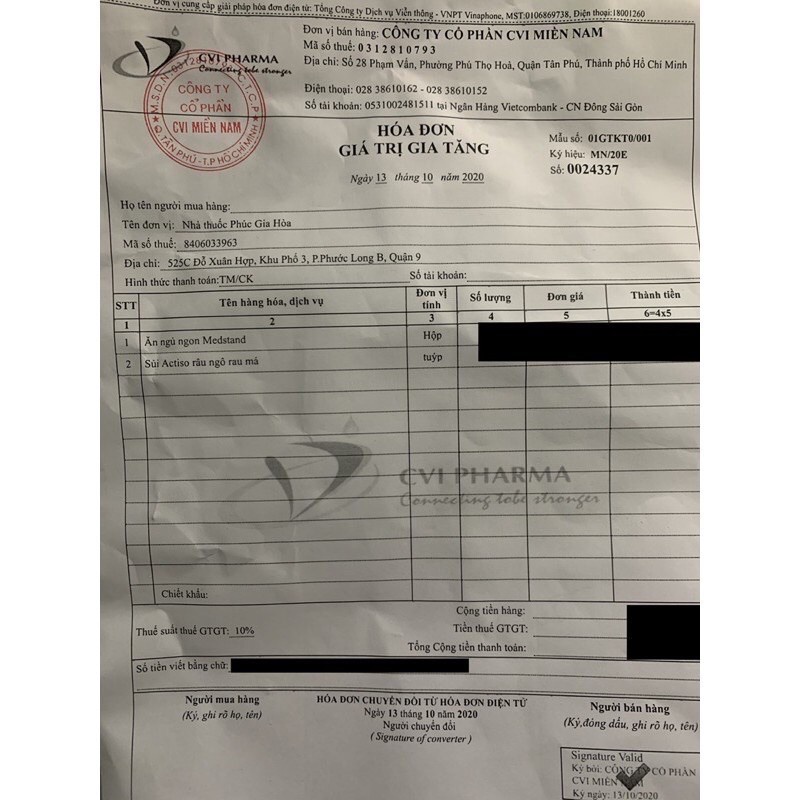 Đơn vị cung cấp giải pháp hóa đơn điện tử: Tổng Công ty Dịch vụ Viễn thông - VNPT Vinaphone, MST:0106869738, Điện thoại:18001260
Đơn vị bán hàng: CÔNG TY CỔ PHẦN CVI MIỀN NAM
Mã số thuế: 0312810793
Địa chỉ: Số 28 Phạm Vấn, Phường Phú Thọ Hoà, Quận Tân Phú, Thành phố Hồ Chí Minh
Điện thoại: 028 38610162 - 028 38610152
Số tài khoản: 0531002481511 tại Ngân Hàng Vietcombank - CN Đông Sài Gòn
CVI PHARMA
Connecting tobe stronger
CÔNG TY
CỔ PHẦN
CVI MIỀN NAM
Q.TÂN PHÚ-T.P HỒ CHÍ MINH
HÓA ĐƠN
GIÁ TRỊ GIA TĂNG
Ngày 13 tháng 10 năm 2020
Mẫu số: 01GTKT0/001
Ký hiệu: MN/20E
Số: 0024337
Họ tên người mua hàng:
Tên đơn vị: Nhà thuốc Phúc Gia Hòa
Mã số thuế: 8406033963
Địa chỉ: 525C Đỗ Xuân Hợp, Khu Phố 3, P.Phước Long B, Quận 9
Hình thức thanh toán:TM/CK Số tài khoản:
STT Tên hàng hóa, dịch vụ Đơn vị tính Số lượng Đơn giá Thành tiền
1 2 3 4 5 6=4x5
1 Ăn ngủ ngon Medstand Hộp
2 Sủi Actiso râu ngô rau má tuýp
CVI PHARMA
Connecting tobe stronger
Chiết khấu:
Cộng tiền hàng:
Thuế suất thuế GTGT: 10% Tiền thuế GTGT:
Tổng Cộng tiền thanh toán:
Số tiền viết bằng chữ:
Người mua hàng
(Ký, ghi rõ họ, tên)
HÓA ĐƠN CHUYỂN ĐỔI TỪ HÓA ĐƠN ĐIỆN TỬ
Ngày 13 tháng 10 năm 2020
Người chuyển đổi
(Signature of converter)
Người bán hàng
(Ký,đóng dấu, ghi rõ họ, tên)
Signature Valid
Ký bởi: CÔNG TY CỔ PHẦN
CVI MIỀN NAM
Ký ngày: 13/10/2020